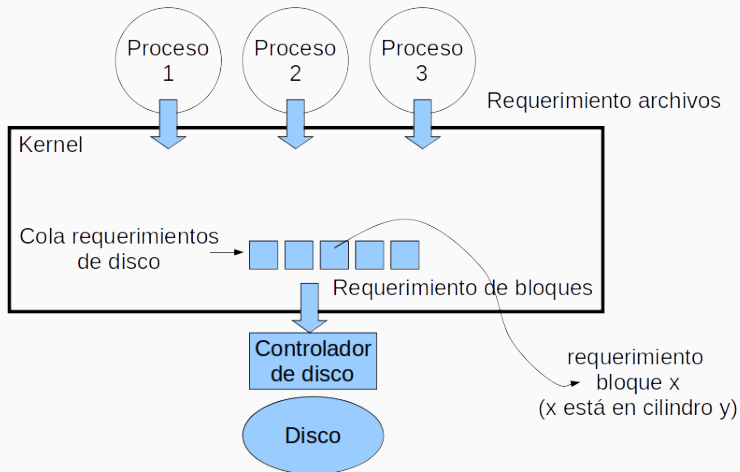 Proceso
1
Proceso
2
Proceso
3
Requerimiento archivos
Kernel
Cola requerimientos
de disco
Requerimiento de bloques
Controlador
de disco
requerimiento
bloque x
(x está en cilindro y)
Disco